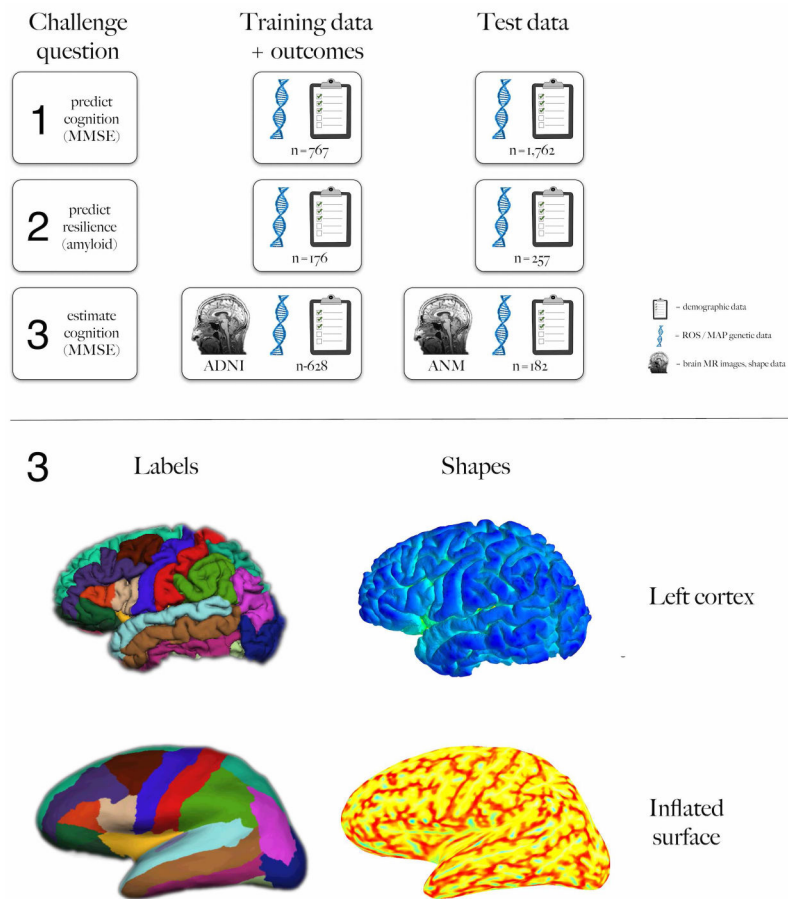 Challenge question
Training data + outcomes
Test data
1 predict cognition (MMSE)
n=767
n=1,762
2 predict resilience (amyloid)
n=176
n=257
3 estimate cognition (MMSE)
ADNI n-628
ANM n=182
– demographic data
– ROS / MAP genetic data
– brain MR images, shape data
3 Labels Shapes
Left cortex
Inflated surface